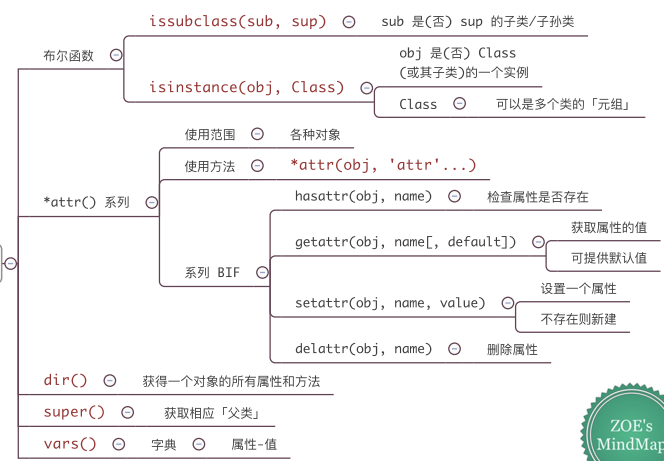 布尔函数
issubclass(sub, sup)
sub 是(否) sup 的子类/子孙类
isinstance(obj, Class)
obj 是(否) Class
(或其子类)的一个实例
Class
可以是多个类的「元组」
*attr() 系列
使用范围
各种对象
使用方法
*attr(obj, 'attr'...)
系列 BIF
hasattr(obj, name)
检查属性是否存在
getattr(obj, name[, default])
获取属性的值
可提供默认值
setattr(obj, name, value)
设置一个属性
不存在则新建
delattr(obj, name)
删除属性
dir()
获得一个对象的所有属性和方法
super()
获取相应「父类」
vars()
字典
属性-值
ZOE's
MindMap